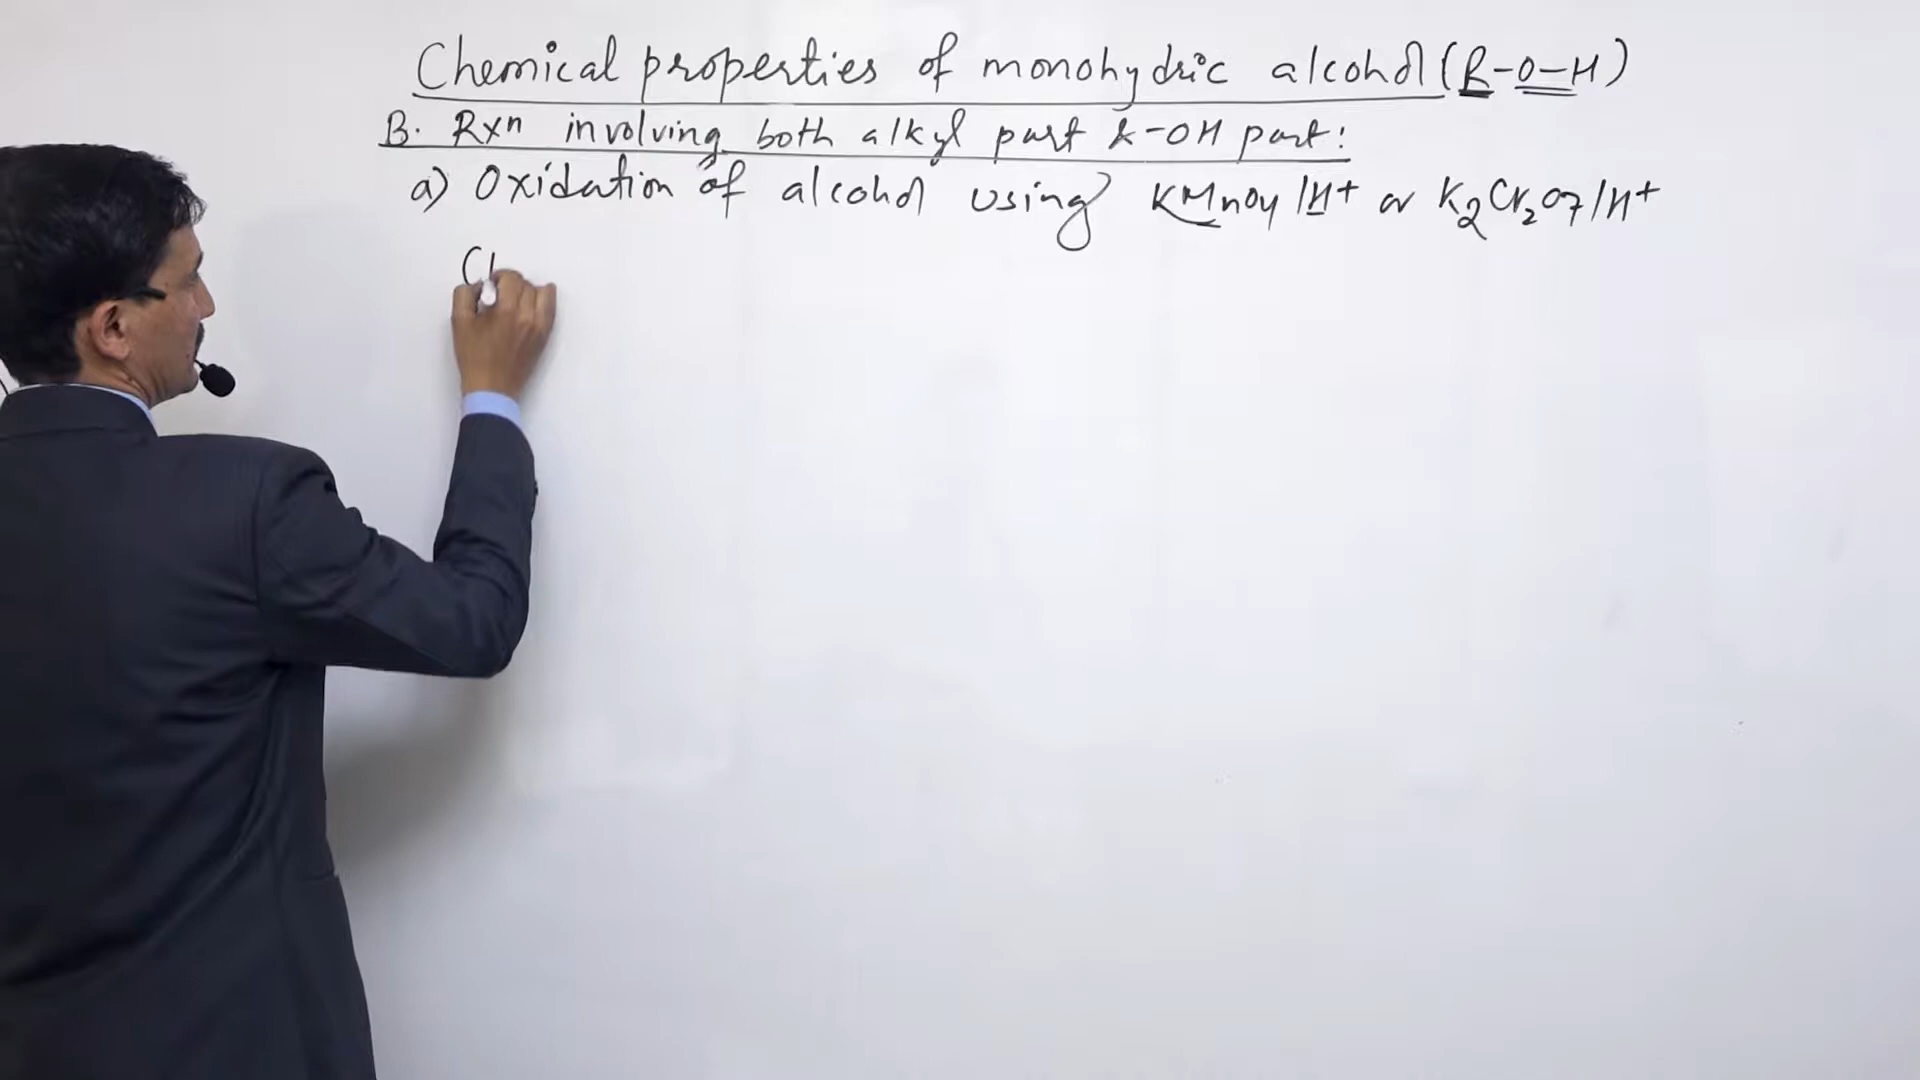 Chemical properties of monohydric alcohol (R-O-H)
B. Rxn involving both alkyl part & -OH part:
a) Oxidation of alcohol using KMnO4/H+ or K2Cr2O7/H+
CH